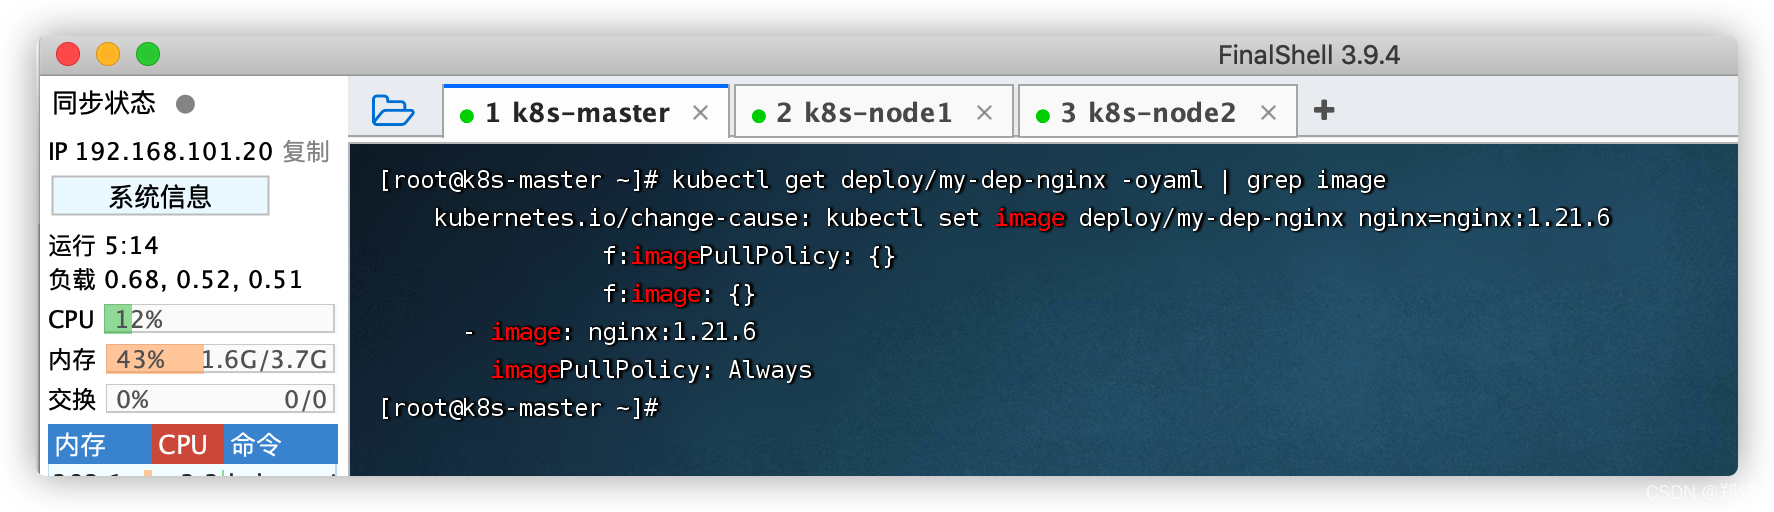 FinalShell 3.9.4
同步状态
1 k8s-master ×
2 k8s-node1 ×
3 k8s-node2 × +
IP 192.168.101.20 复制
系统信息
运行 5:14
负载 0.68, 0.52, 0.51
CPU 12%
内存 43% 1.6G/3.7G
交换 0% 0/0
内存 CPU 命令
[root@k8s-master ~]# kubectl get deploy/my-dep-nginx -oyaml | grep image
kubernetes.io/change-cause: kubectl set image deploy/my-dep-nginx nginx=nginx:1.21.6
f:imagePullPolicy: {}
f:image: {}
- image: nginx:1.21.6
imagePullPolicy: Always
[root@k8s-master ~]#
CSDN